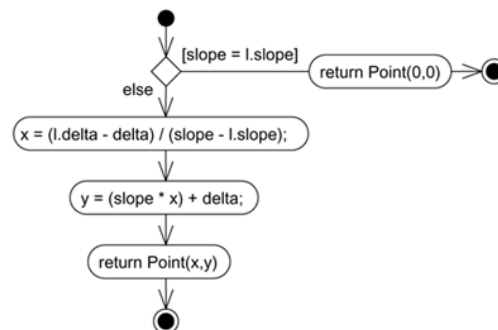 [slope = l.slope]
return Point(0,0)
else
x = (l.delta - delta) / (slope - l.slope);
y = (slope * x) + delta;
return Point(x,y)